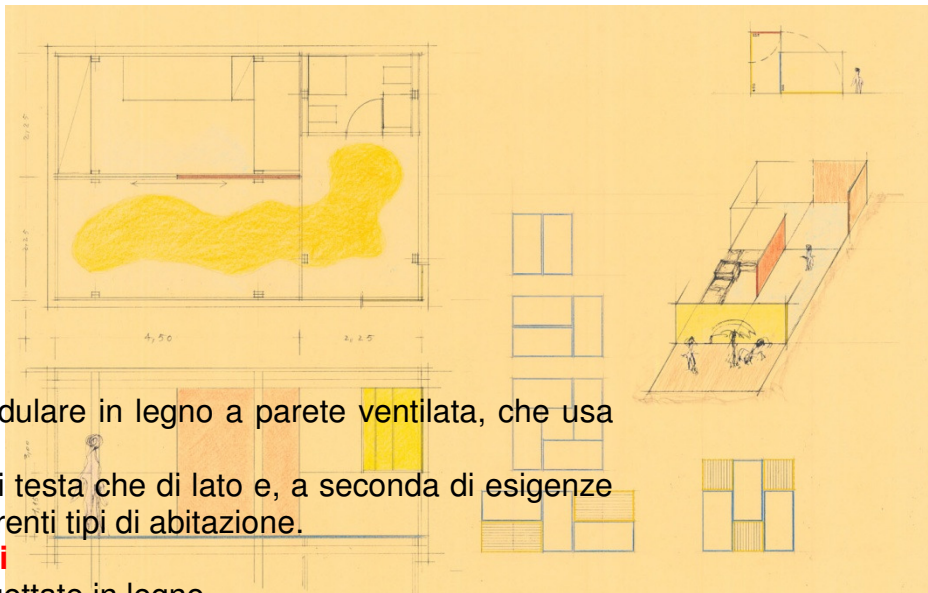 4,50
2,25
dulare in legno a parete ventilata, che usa
i testa che di lato e, a seconda di esigenze
renti tipi di abitazione.
i